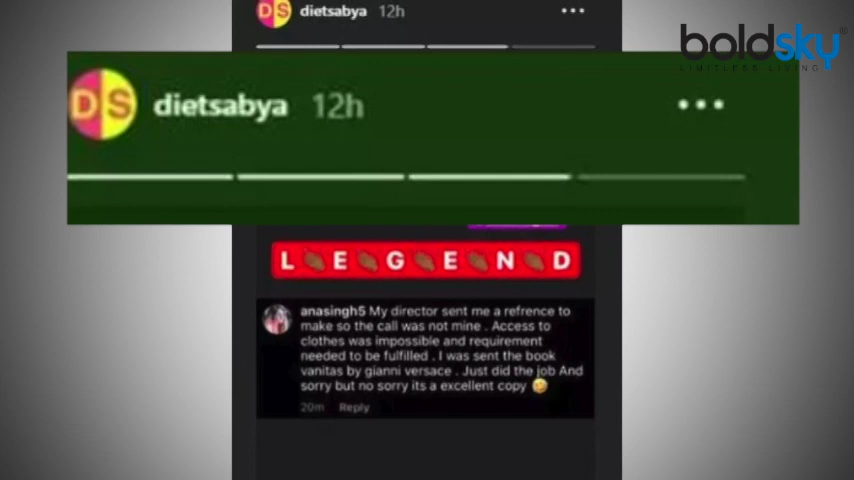 dietsabya 12h
boldsky
LIMITLESS LIVING
DS dietsabya 12h
L E G E N D
anasingh5 My director sent me a refrence to
make so the call was not mine . Access to
clothes was impossible and requirement
needed to be fulfilled . I was sent the book
vanitas by gianni versace . Just did the job And
sorry but no sorry its a excellent copy 🤣
20m Reply